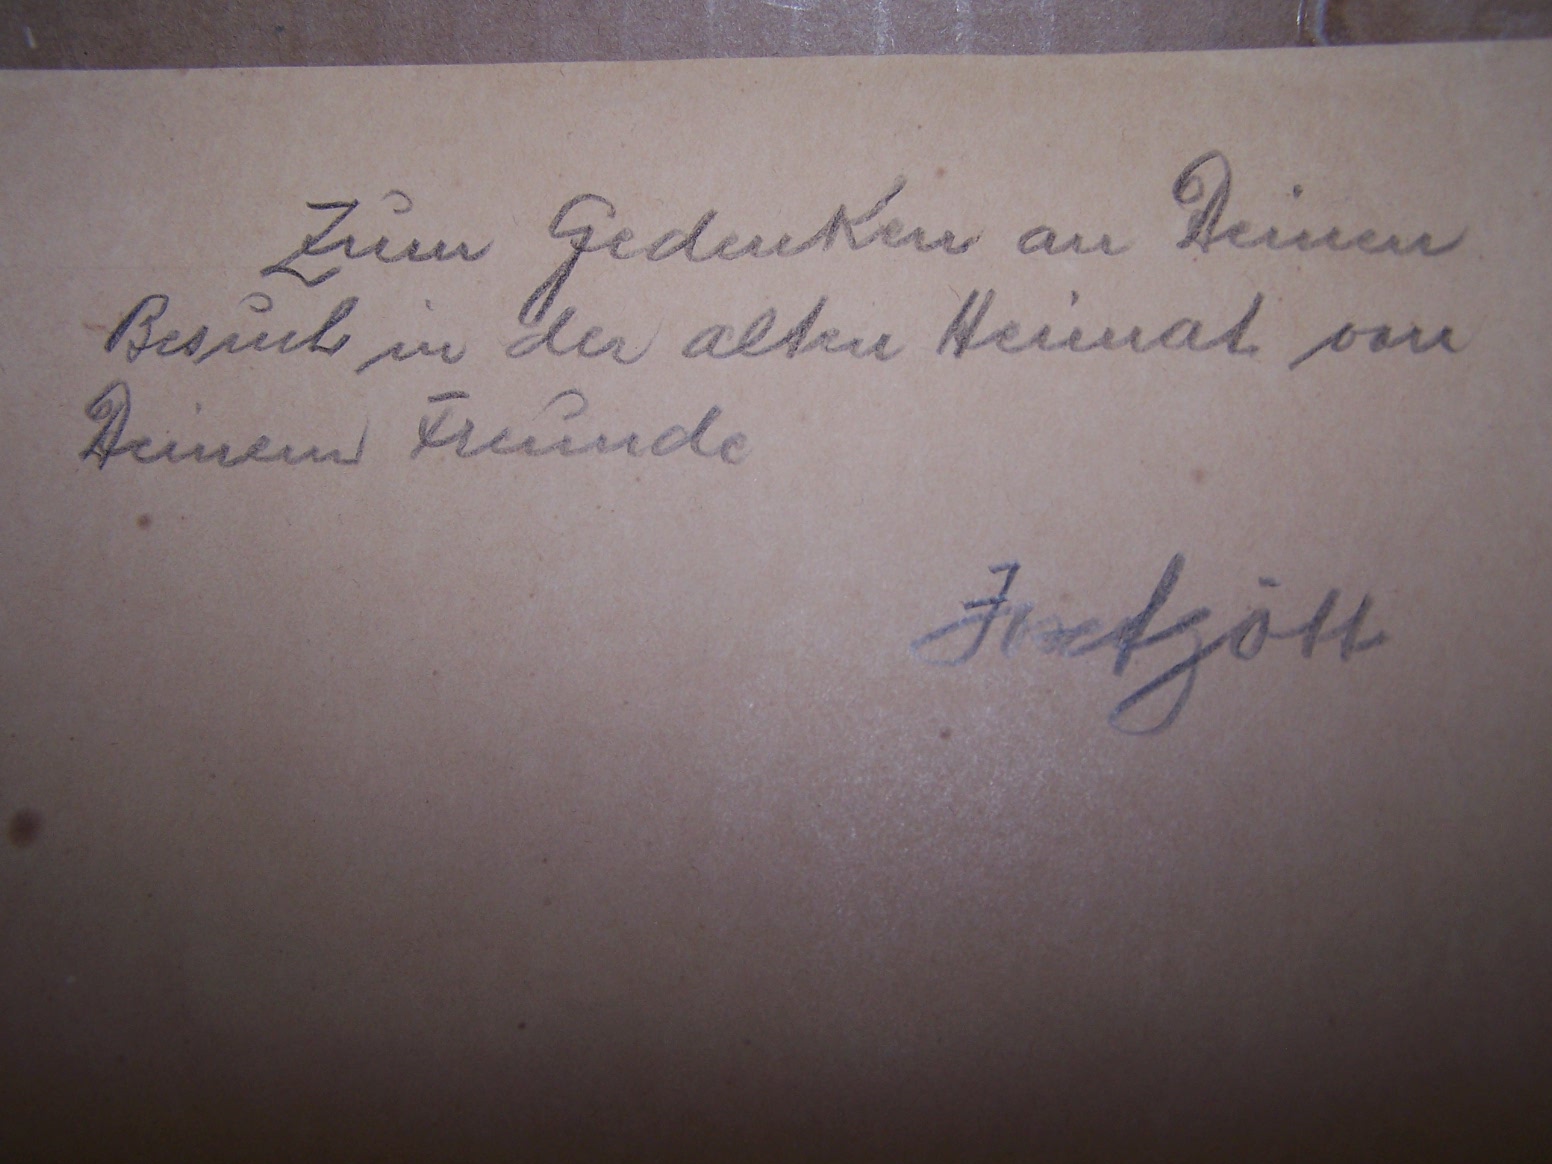 Zum Gedenken an Deinen
Besuch in der alten Heimat von
Deinem Freunde